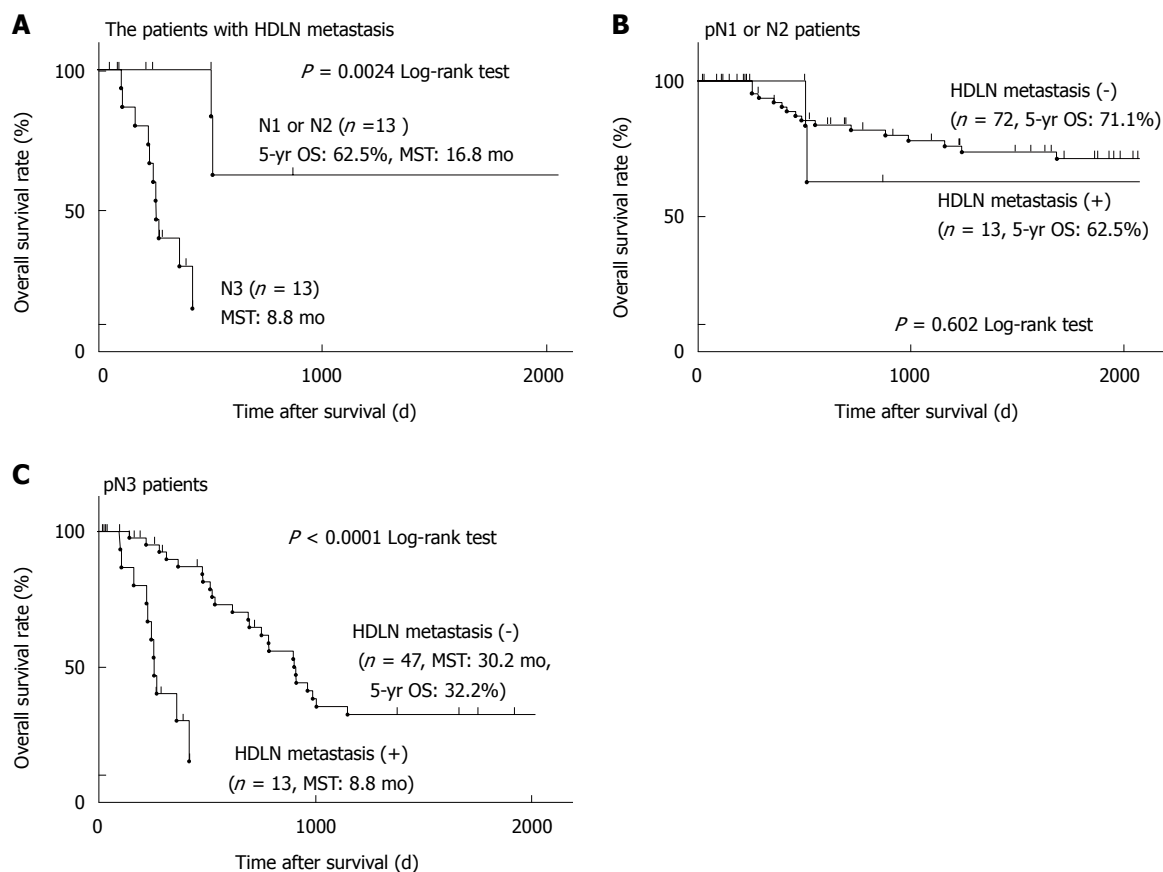 A
The patients with HDLN metastasis
P = 0.0024 Log-rank test
N1 or N2 (n =13 )
5-yr OS: 62.5%, MST: 16.8 mo
N3 (n = 13)
MST: 8.8 mo
Overall survival rate (%)
100
50
0
0 1000 2000
Time after survival (d)
B
pN1 or N2 patients
HDLN metastasis (-)
(n = 72, 5-yr OS: 71.1%)
HDLN metastasis (+)
(n = 13, 5-yr OS: 62.5%)
P = 0.602 Log-rank test
Overall survival rate (%)
100
50
0
0 1000 2000
Time after survival (d)
C
pN3 patients
P < 0.0001 Log-rank test
HDLN metastasis (-)
(n = 47, MST: 30.2 mo,
5-yr OS: 32.2%)
HDLN metastasis (+)
(n = 13, MST: 8.8 mo)
Overall survival rate (%)
100
50
0
0 1000 2000
Time after survival (d)